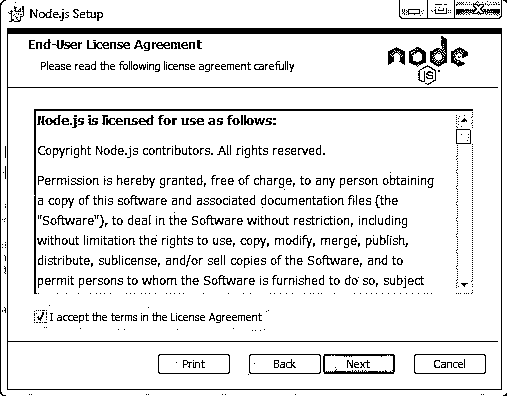 Node.js Setup
End-User License Agreement
Please read the following license agreement carefully
node
JS
Node.js is licensed for use as follows:
Copyright Node.js contributors. All rights reserved.
Permission is hereby granted, free of charge, to any person obtaining
a copy of this software and associated documentation files (the
"Software"), to deal in the Software without restriction, including
without limitation the rights to use, copy, modify, merge, publish,
distribute, sublicense, and/or sell copies of the Software, and to
permit persons to whom the Software is furnished to do so, subject
I accept the terms in the License Agreement
Print
Back
Next
Cancel